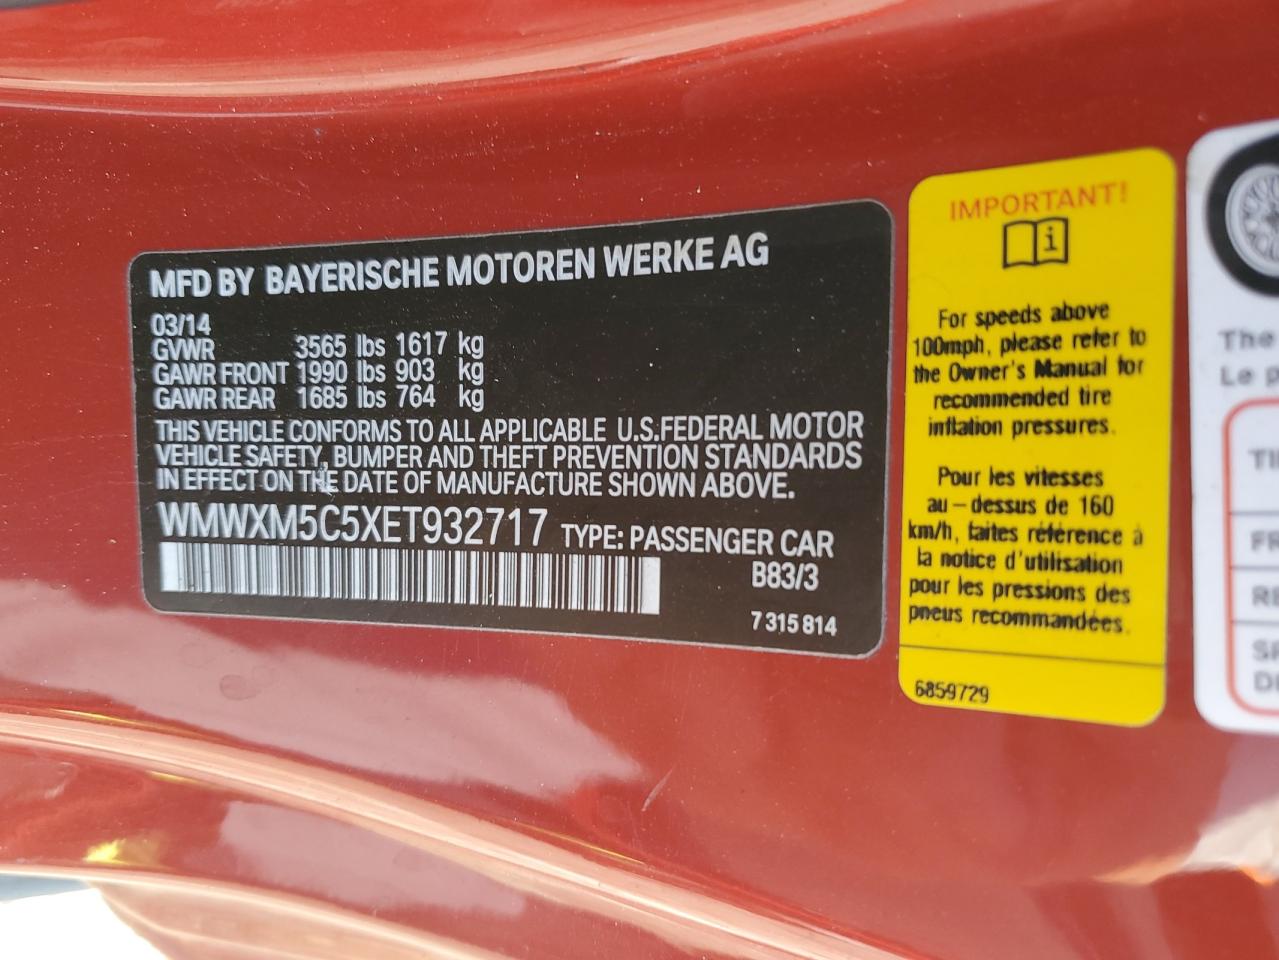 MFD BY BAYERISCHE MOTOREN WERKE AG
03/14
GVWR 3565 lbs 1617 kg
GAWR FRONT 1990 lbs 903 kg
GAWR REAR 1685 lbs 764 kg
THIS VEHICLE CONFORMS TO ALL APPLICABLE U.S.FEDERAL MOTOR
VEHICLE SAFETY, BUMPER AND THEFT PREVENTION STANDARDS
IN EFFECT ON THE DATE OF MANUFACTURE SHOWN ABOVE.
WMWXM5C5XET932717 TYPE: PASSENGER CAR
B83/3
7 315 814
IMPORTANT!
i
For speeds above
100mph, please refer to
the Owner's Manual for
recommended tire
inflation pressures.
Pour les vitesses
au-dessus de 160
km/h, faites référence à
la notice d'utilisation
pour les pressions des
pneus recommandées.
6859729
The
Le